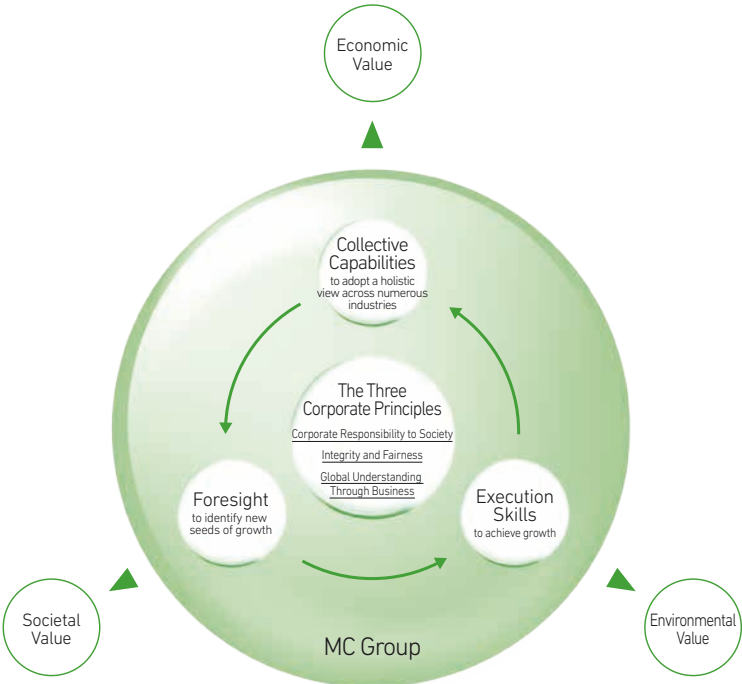 Economic
Value
Collective
Capabilities
to adopt a holistic
view across numerous
industries
The Three
Corporate Principles
Corporate Responsibility to Society
Integrity and Fairness
Global Understanding
Through Business
Foresight
to identify new
seeds of growth
Execution
Skills
to achieve growth
Societal
Value
Environmental
Value
MC Group